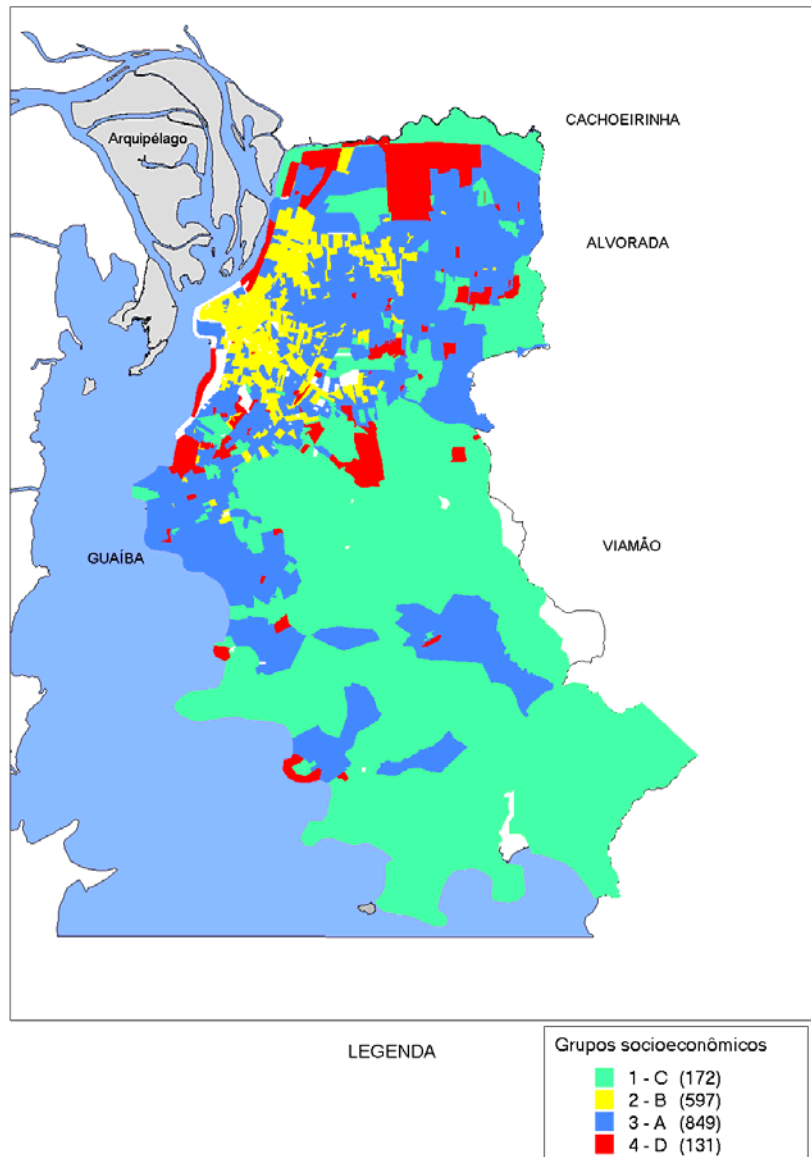 CACHOEIRINHA
Arquipélago
ALVORADA
GUAÍBA
VIAMÃO
LEGENDA
Grupos socioeconômicos
1 - C (172)
2 - B (597)
3 - A (849)
4 - D (131)